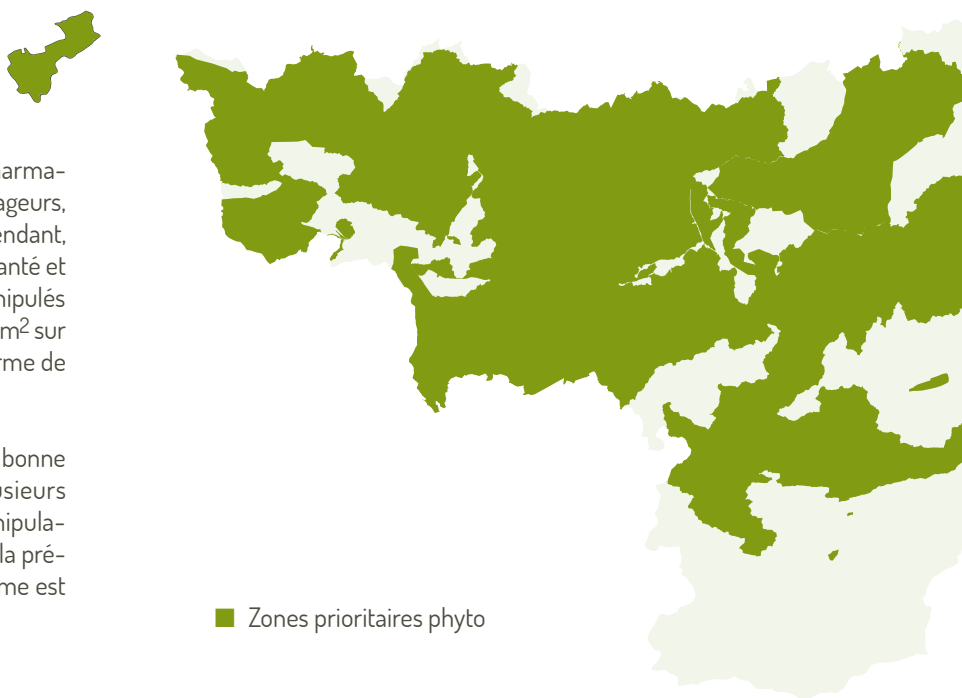 arma-
ageurs,
endant,
anté et
nipulés
m² sur
rme de
bonne
usieurs
nipula-
la pré-
me est
Zones prioritaires phyto